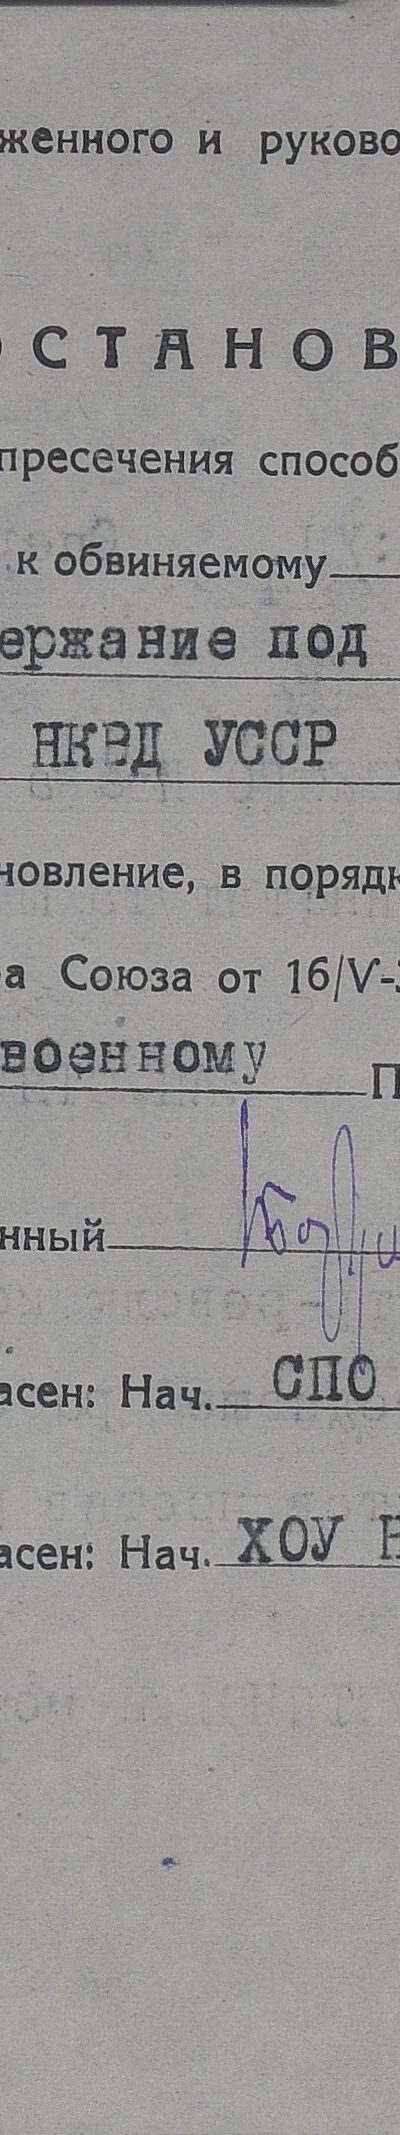 женного и руково
О С Т А Н О В
пресечения способ
к обвиняемому
ержание под
НКВД УССР
новление, в порядк
а Союза от 16/V-3
военному
П
нный
асен: Нач. СПО
асен: Нач. ХОУ Н